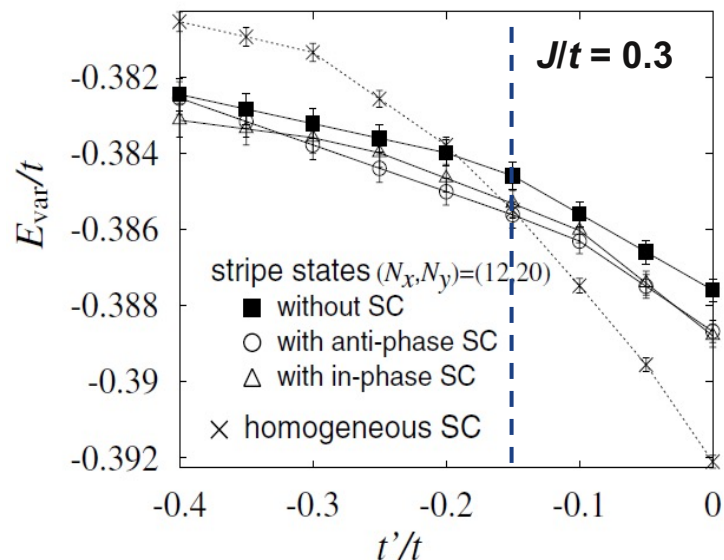 J/t = 0.3
-0.382
-0.384
-0.386
-0.388
-0.39
-0.392
E_var/t
stripe states (N_x,N_y)=(12,20)
■ without SC
○ with anti-phase SC
△ with in-phase SC
× homogeneous SC
-0.4 -0.3 -0.2 -0.1 0
t'/t